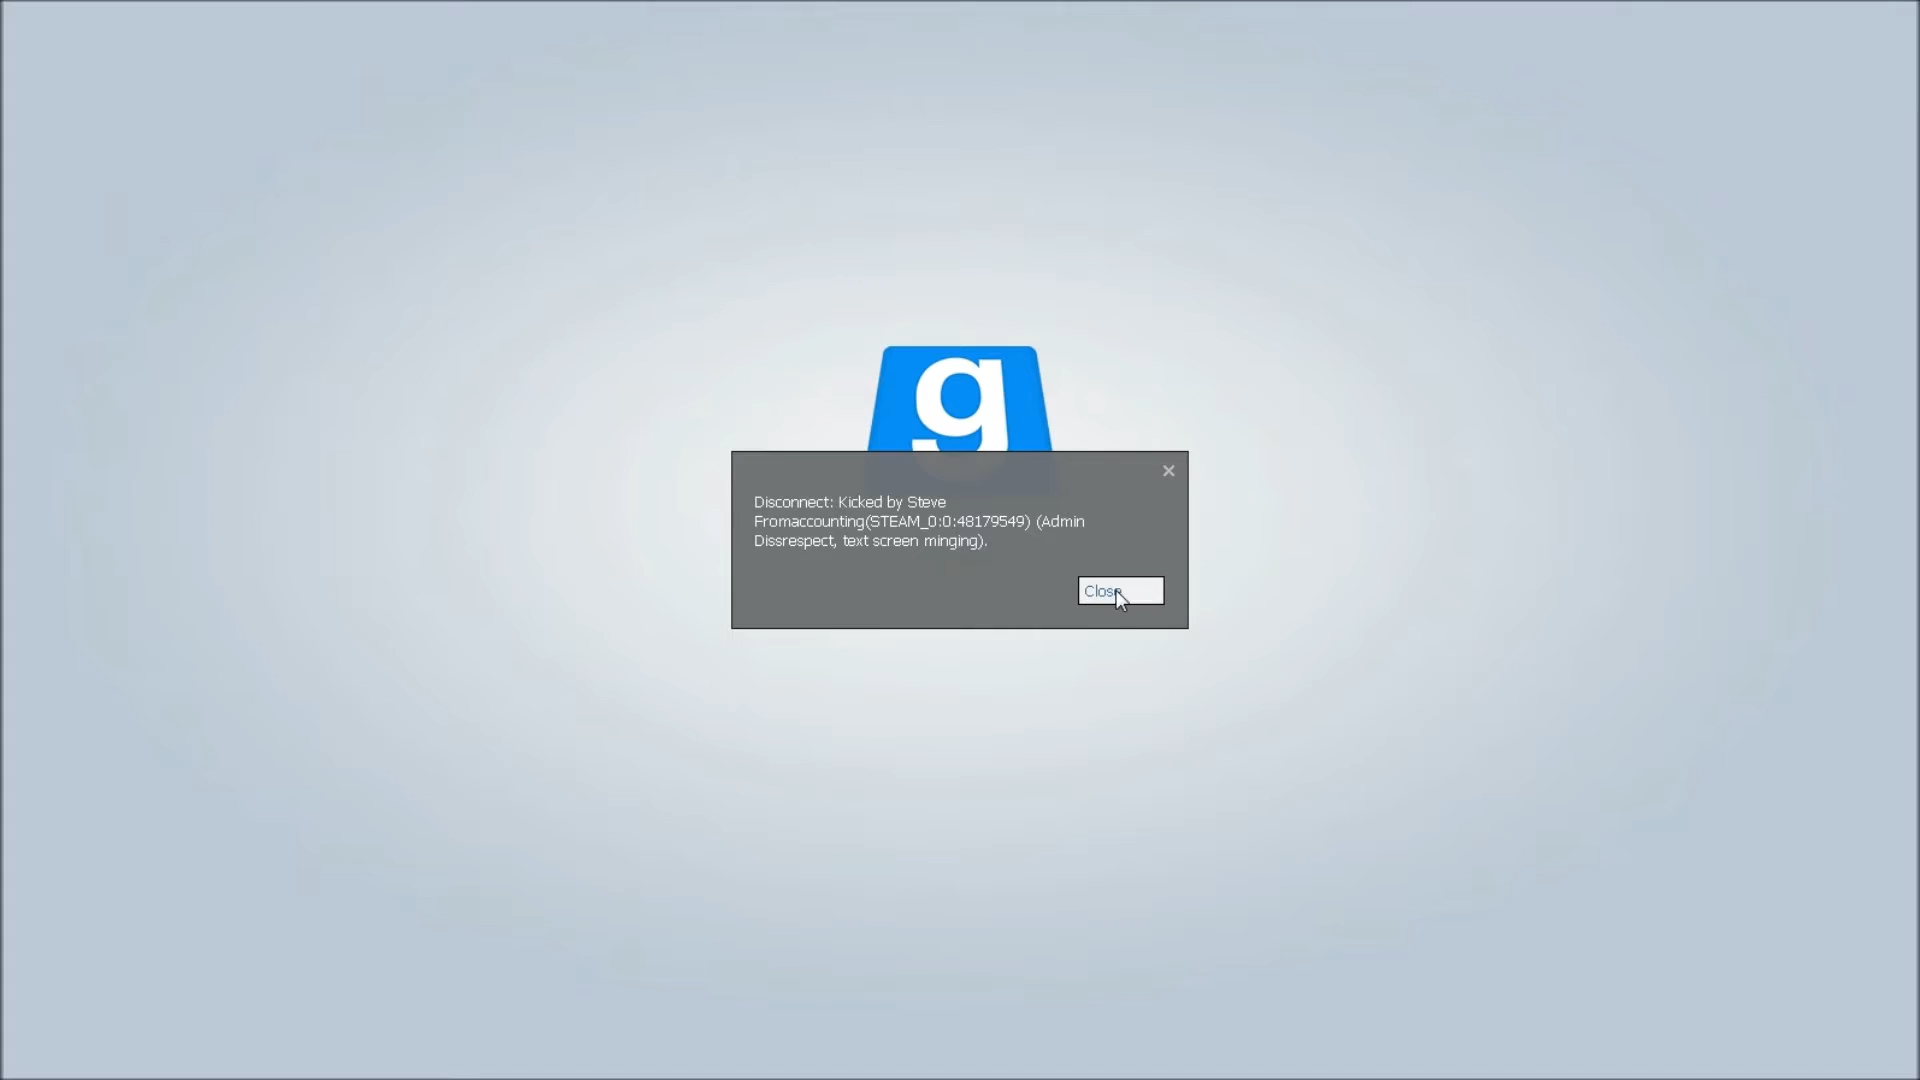 g
Disconnect: Kicked by Steve
Fromaccounting(STEAM_0:0:48179549) (Admin
Dissrespect, text screen minging).
Close